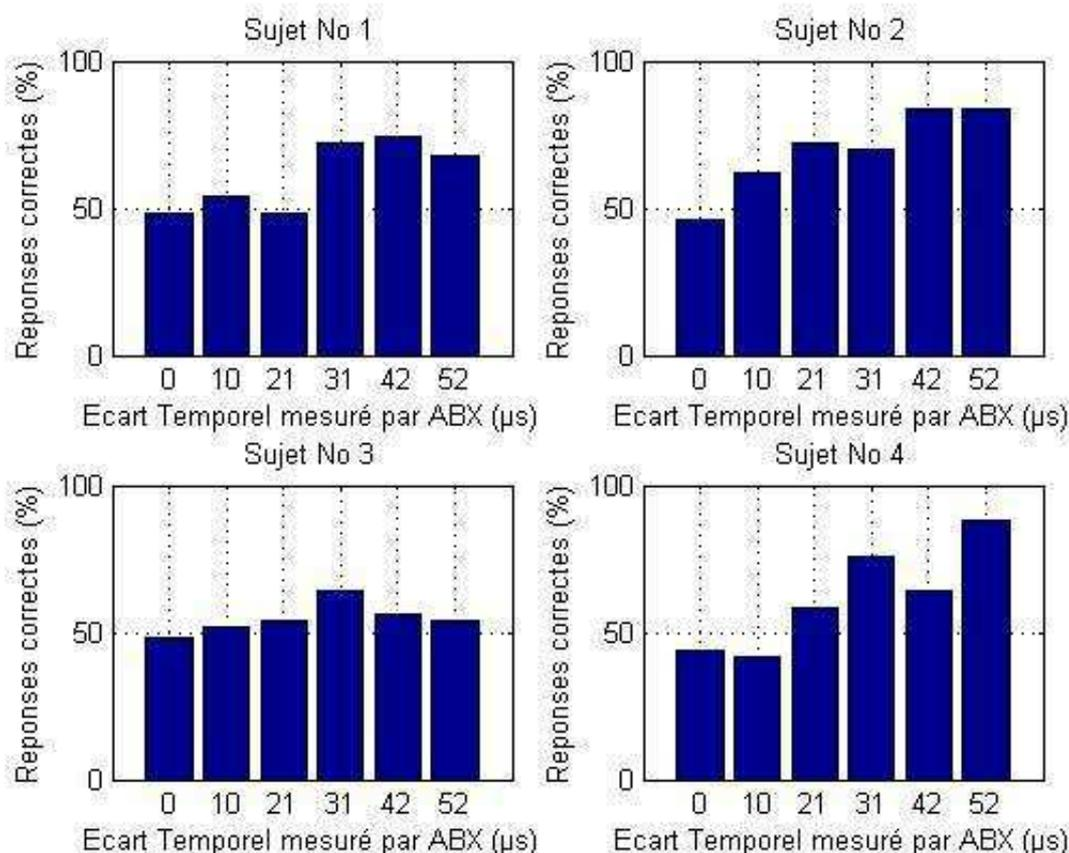 Sujet No 1
Reponses correctes (%)
100
50
0
0 10 21 31 42 52
Ecart Temporel mesuré par ABX (µs)
Sujet No 2
Reponses correctes (%)
100
50
0
0 10 21 31 42 52
Ecart Temporel mesuré par ABX (µs)
Sujet No 3
Reponses correctes (%)
100
50
0
0 10 21 31 42 52
Ecart Temporel mesuré par ABX (µs)
Sujet No 4
Reponses correctes (%)
100
50
0
0 10 21 31 42 52
Ecart Temporel mesuré par ABX (µs)